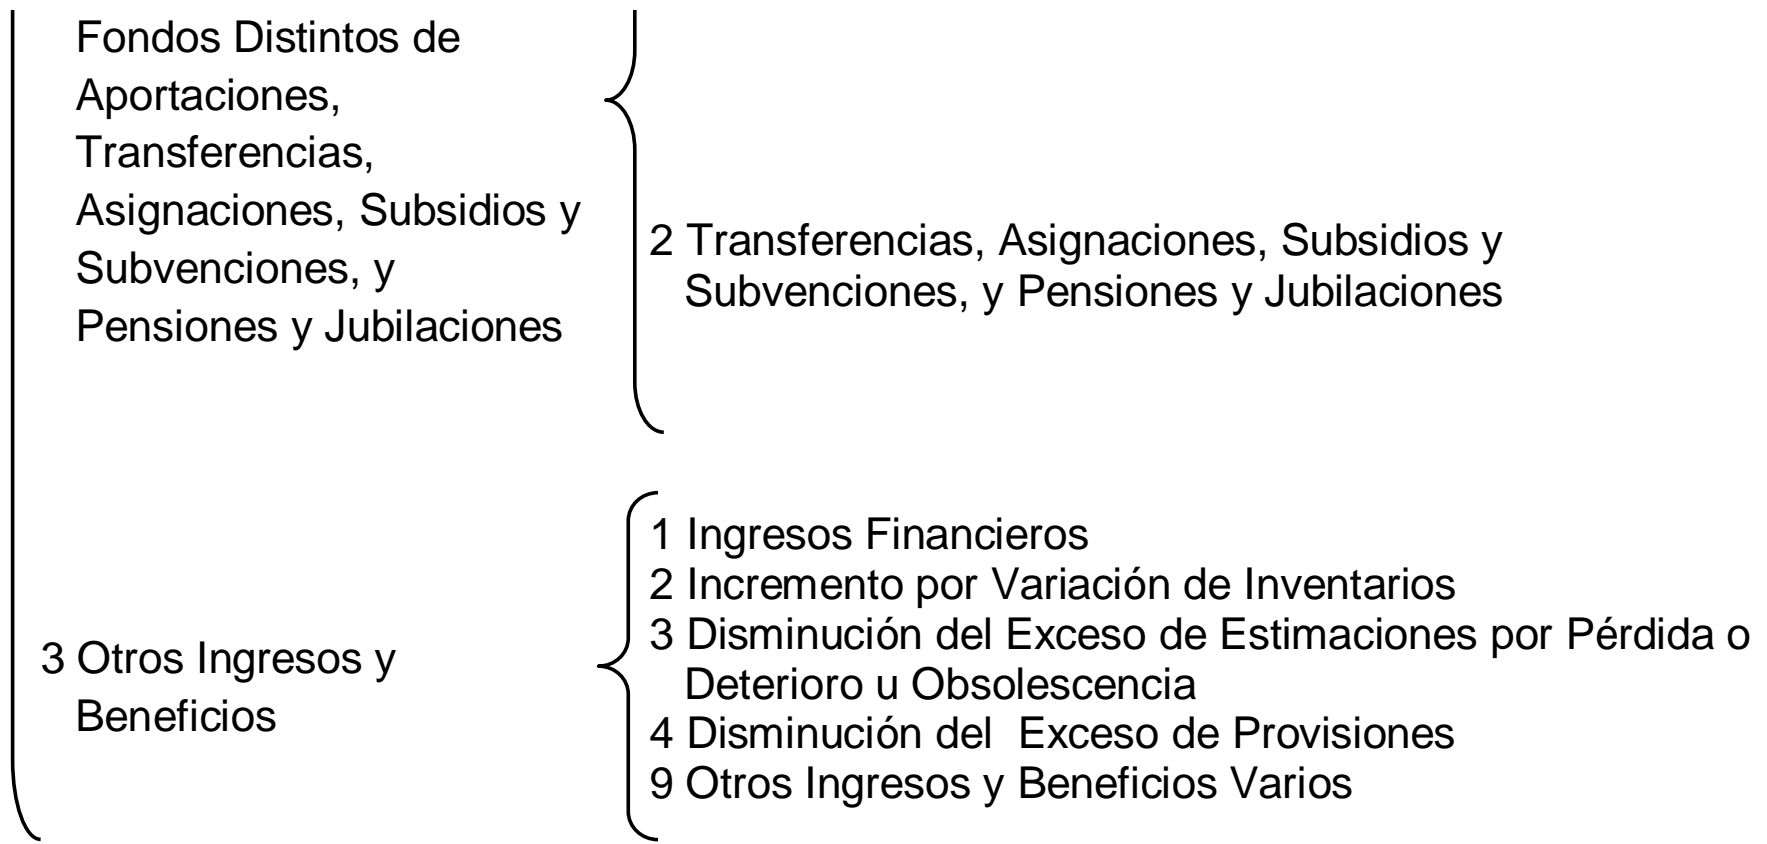 Fondos Distintos de
Aportaciones,
Transferencias,
Asignaciones, Subsidios y
Subvenciones, y
Pensiones y Jubilaciones
2 Transferencias, Asignaciones, Subsidios y
Subvenciones, y Pensiones y Jubilaciones
3 Otros Ingresos y
Beneficios
1 Ingresos Financieros
2 Incremento por Variación de Inventarios
3 Disminución del Exceso de Estimaciones por Pérdida o
Deterioro u Obsolescencia
4 Disminución del  Exceso de Provisiones
9 Otros Ingresos y Beneficios Varios